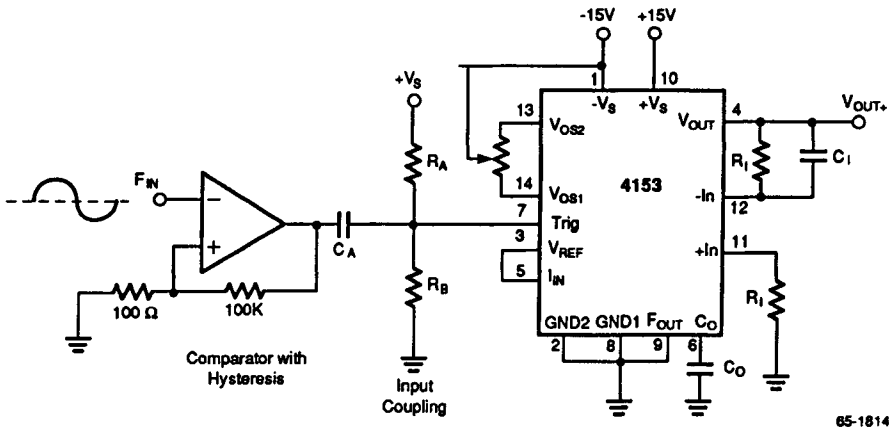 -15V
+15V
+VS
1
10
-VS
+VS
13
VOS2
VOUT
4
VOUT+
RA
RI
CI
4153
FIN
14
VOS1
-In
12
7
Trig
CA
3
VREF
+In
11
5
IIN
RB
RI
100 Ω
100K
GND2
GND1
FOUT
CO
2
8
9
6
CO
Comparator with
Hysteresis
Input
Coupling
65-1814